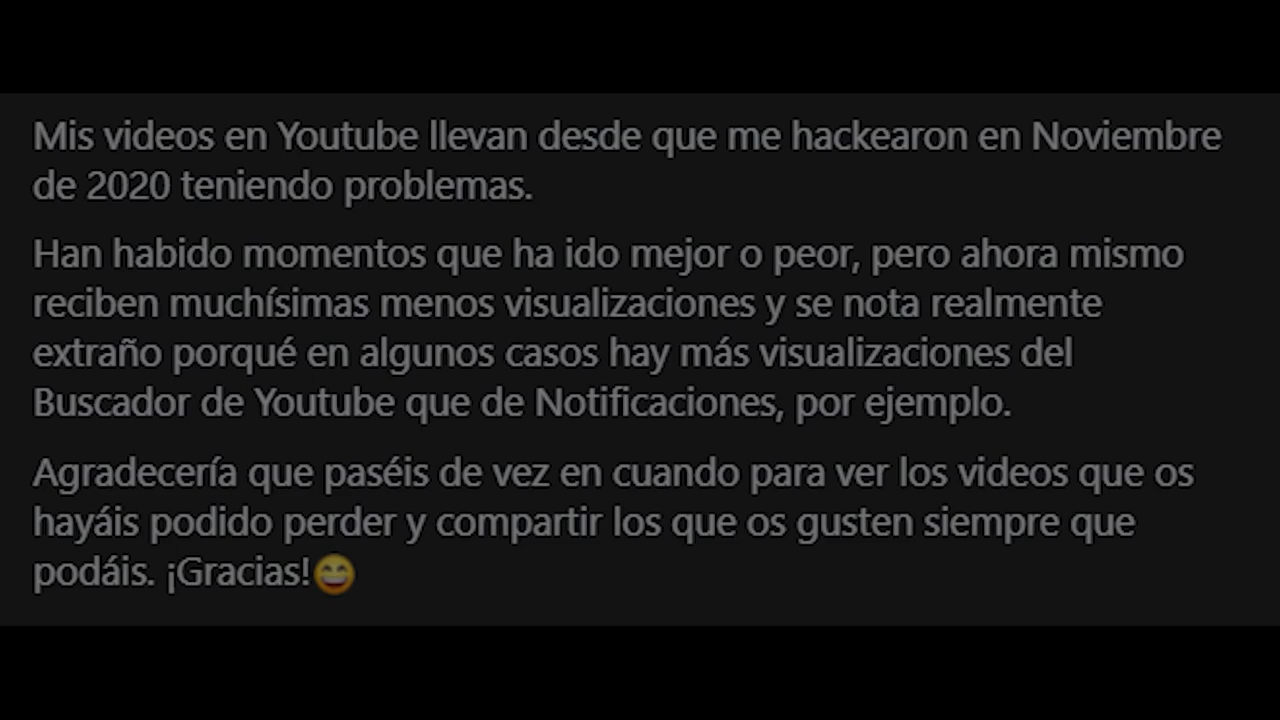 Mis videos en Youtube llevan desde que me hackearon en Noviembre
de 2020 teniendo problemas.
Han habido momentos que ha ido mejor o peor, pero ahora mismo
reciben muchísimas menos visualizaciones y se nota realmente
extraño porqué en algunos casos hay más visualizaciones del
Buscador de Youtube que de Notificaciones, por ejemplo.
Agradecería que paséis de vez en cuando para ver los videos que os
hayáis podido perder y compartir los que os gusten siempre que
podáis. ¡Gracias!😄